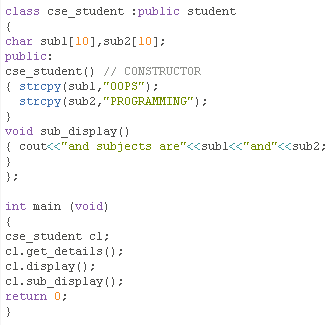 class cse_student :public student
{
char sub1[10],sub2[10];
public:
cse_student() // CONSTRUCTOR
{ strcpy(sub1,"OOPS");
strcpy(sub2,"PROGRAMMING");
}
void sub_display()
{ cout<<"and subjects are"<<sub1<<"and"<<sub2;
}
};
int main (void)
{
cse_student c1;
c1.get_details();
c1.display();
c1.sub_display();
return 0;
}